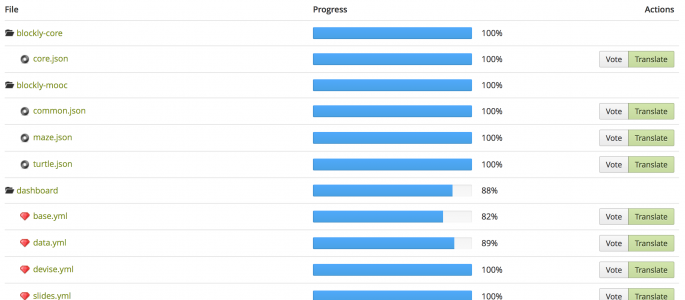 File Progress Actions
blockly-core 100%
core.json 100% Vote Translate
blockly-mooc 100%
common.json 100% Vote Translate
maze.json 100% Vote Translate
turtle.json 100% Vote Translate
dashboard 88%
base.yml 82% Vote Translate
data.yml 89% Vote Translate
devise.yml 100% Vote Translate
slides.yml 100% Vote Translate